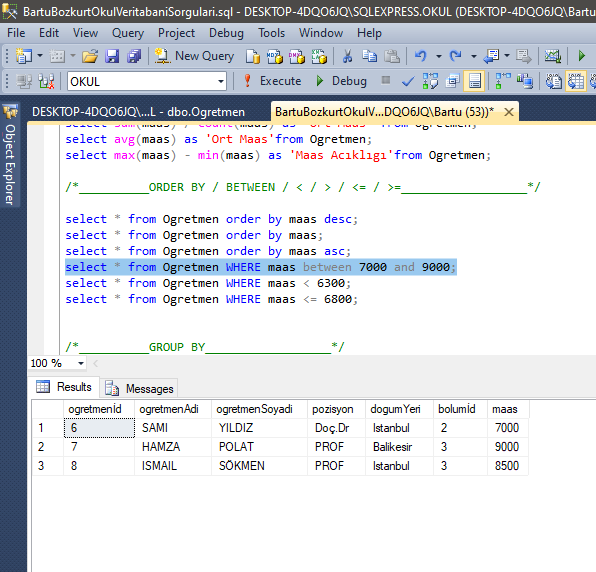 BartuBozkurtOkulVeritabaniSorgulari.sql - DESKTOP-4DQO6JQ\SQLEXPRESS.OKUL (DESKTOP-4DQO6JQ\Bartu
File Edit View Query Project Debug Tools Window Help
New Query MDX DMX
OKUL Execute Debug
DESKTOP-4DQO6JQ\...L - dbo.Ogretmen BartuBozkurtOkulV...DQO6JQ\Bartu (53))*
Object Explorer
select sum(maas) / count(maas) as 'Ort Maas' from Ogretmen;
select avg(maas) as 'Ort Maas'from Ogretmen;
select max(maas) - min(maas) as 'Maas Acıklıgı'from Ogretmen;
/*__________ORDER BY / BETWEEN / < / > / <= / >=__________________*/
select * from Ogretmen order by maas desc;
select * from Ogretmen order by maas;
select * from Ogretmen order by maas asc;
select * from Ogretmen WHERE maas between 7000 and 9000;
select * from Ogretmen WHERE maas < 6300;
select * from Ogretmen WHERE maas <= 6800;
/*__________GROUP BY__________________*/
100 %
Results Messages
ogretmenId ogretmenAdi ogretmenSoyadi pozisyon dogumYeri bolumId maas
1 6 SAMI YILDIZ Doç.Dr Istanbul 2 7000
2 7 HAMZA POLAT PROF Balikesir 3 9000
3 8 ISMAIL SÖKMEN PROF Istanbul 3 8500